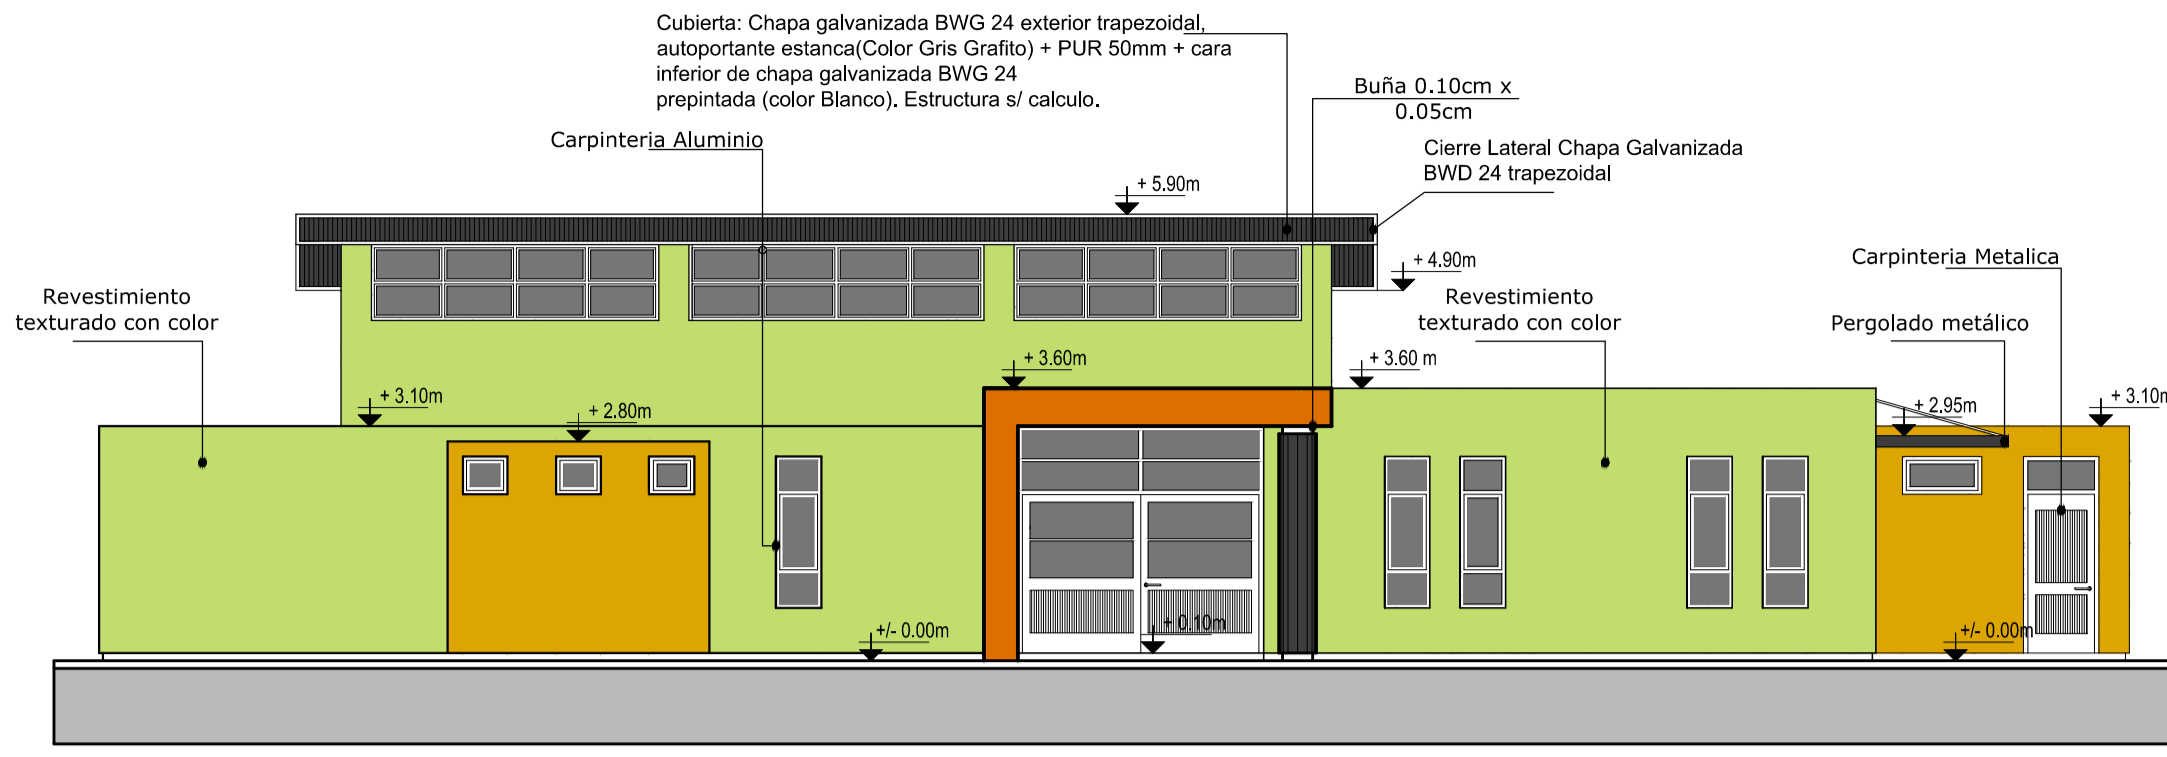 Cubierta: Chapa galvanizada BWG 24 exterior trapezoidal,
autoportante estanca(Color Gris Grafito) + PUR 50mm + cara
inferior de chapa galvanizada BWG 24
prepintada (color Blanco). Estructura s/ calculo.
Buña 0.10cm x
0.05cm
Carpinteria Aluminio
Cierre Lateral Chapa Galvanizada
BWD 24 trapezoidal
+ 5.90m
+ 4.90m
Carpinteria Metalica
Revestimiento
texturado con color
Revestimiento
texturado con color
Pergolado metálico
+ 3.60m
+ 3.60 m
+ 3.10m
+ 2.80m
+ 2.95m
+ 3.10m
+/- 0.00m
+ 0.10m
+/- 0.00m